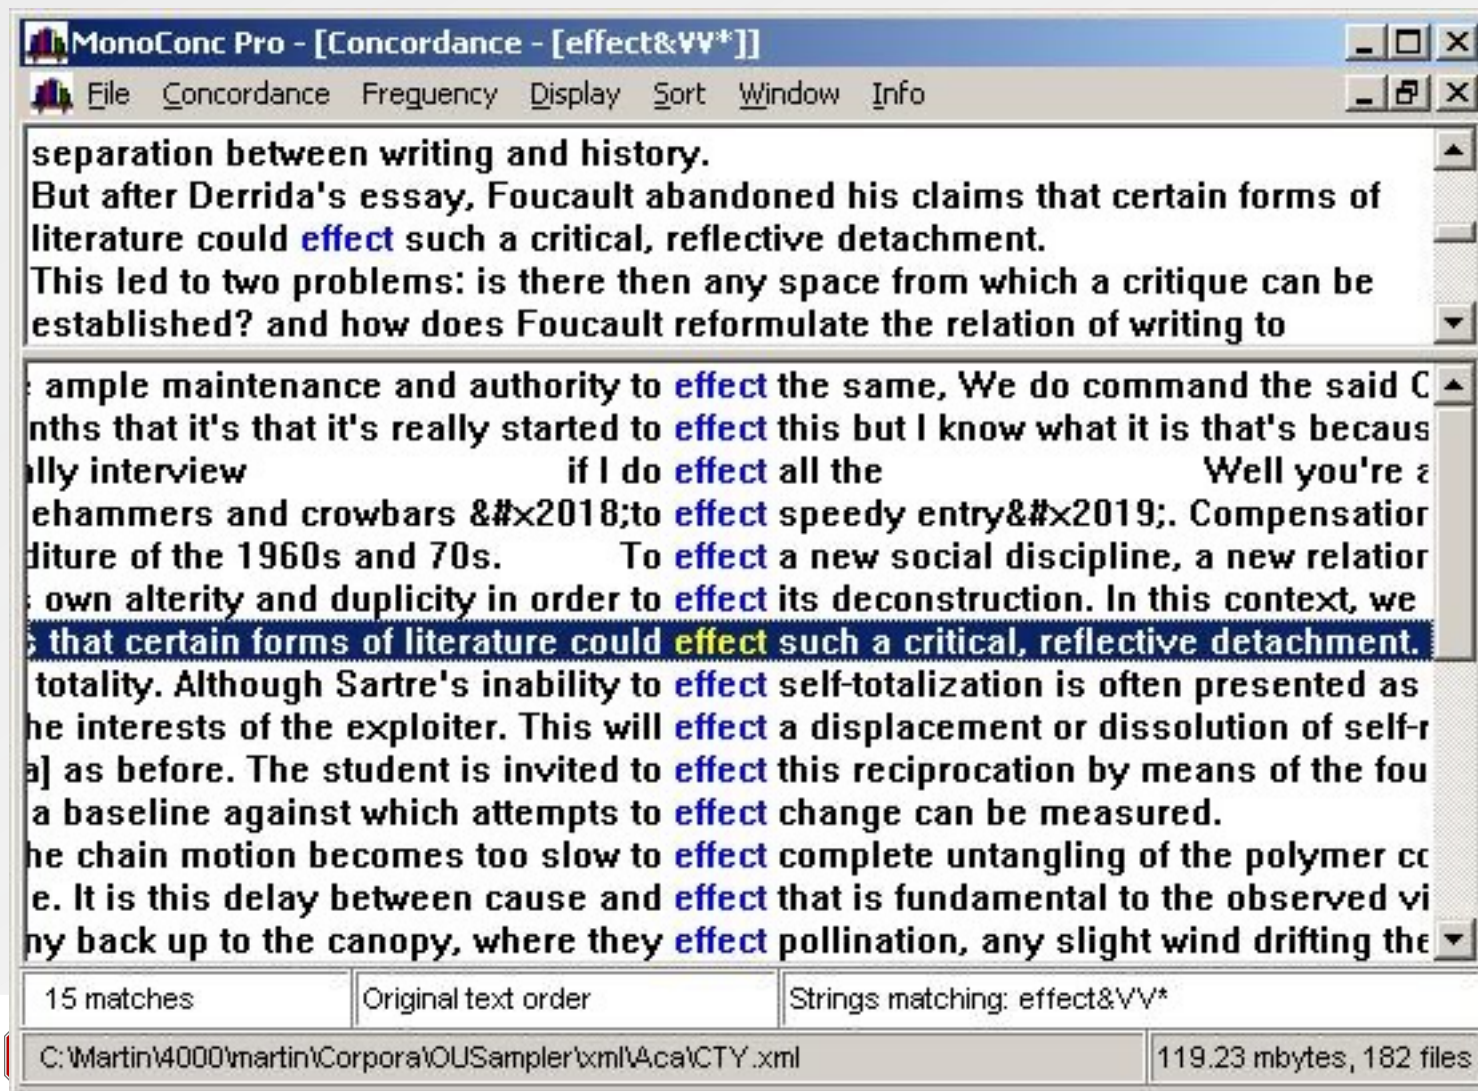 MonoConc Pro - [Concordance - [effect&VV*]]
File Concordance Frequency Display Sort Window Info
separation between writing and history.
But after Derrida's essay, Foucault abandoned his claims that certain forms of
literature could effect such a critical, reflective detachment.
This led to two problems: is there then any space from which a critique can be
established? and how does Foucault reformulate the relation of writing to
ample maintenance and authority to effect the same, We do command the said C
nths that it's that it's really started to effect this but I know what it is that's becaus
lly interview if I do effect all the Well you're a
ehammers and crowbars &#x2018;to effect speedy entry&#x2019;. Compensation
diture of the 1960s and 70s. To effect a new social discipline, a new relation
own alterity and duplicity in order to effect its deconstruction. In this context, we
that certain forms of literature could effect such a critical, reflective detachment.
totality. Although Sartre's inability to effect self-totalization is often presented as
he interests of the exploiter. This will effect a displacement or dissolution of self-r
a] as before. The student is invited to effect this reciprocation by means of the fou
a baseline against which attempts to effect change can be measured.
he chain motion becomes too slow to effect complete untangling of the polymer co
e. It is this delay between cause and effect that is fundamental to the observed vi
ny back up to the canopy, where they effect pollination, any slight wind drifting the
15 matches Original text order Strings matching: effect&VV*
C:\Martin\4000\martin\Corpora\OUSampler\xml\Aca\CTY.xml 119.23 mbytes, 182 files